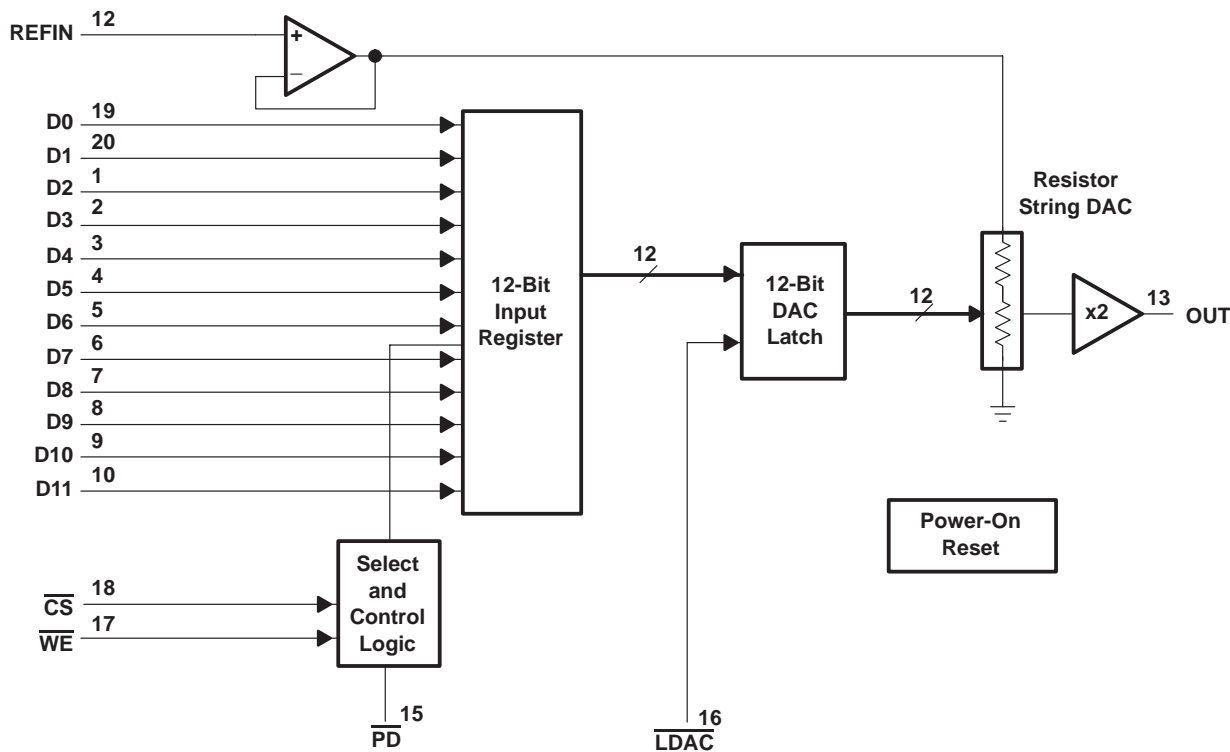 REFIN 12
+
−
D0 19
D1 20
D2 1
D3 2
D4 3
D5 4
D6 5
D7 6
D8 7
D9 8
D10 9
D11 10
12-Bit
Input
Register
12
12-Bit
DAC
Latch
12
Resistor
String DAC
x2
13
OUT
Power-On
Reset
Select
and
Control
Logic
CS 18
WE 17
PD 15
LDAC 16